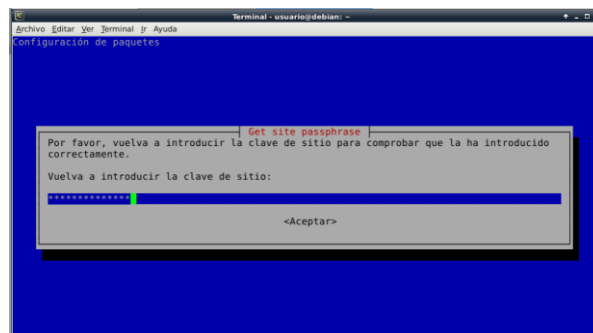 Terminal - usuario@debian: ~
Archivo Editar Ver Terminal Ir Ayuda
Configuración de paquetes
Get site passphrase
Por favor, vuelva a introducir la clave de sitio para comprobar que la ha introducido
correctamente.
Vuelva a introducir la clave de sitio:
**************
<Aceptar>